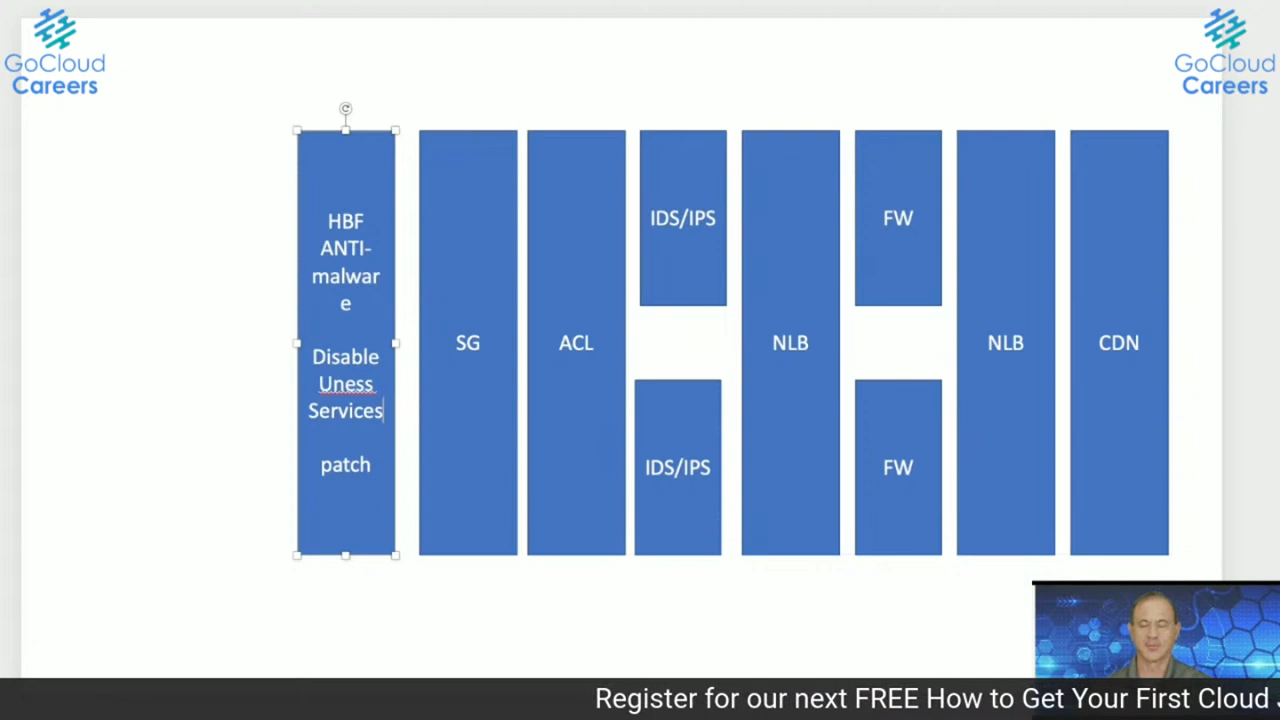 GoCloud
Careers
GoCloud
Careers
HBF
ANTI-
malwar
e
Disable
Uness
Services
patch
SG
ACL
IDS/IPS
IDS/IPS
NLB
FW
FW
NLB
CDN
Register for our next FREE How to Get Your First Cloud